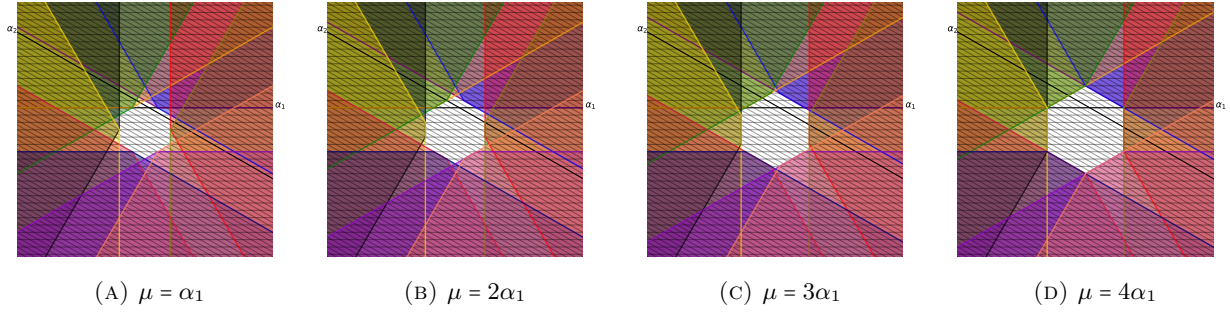 α₂ α₂ α₂ α₂
α₁ α₁ α₁ α₁
(A) μ = α₁ (B) μ = 2α₁ (C) μ = 3α₁ (D) μ = 4α₁